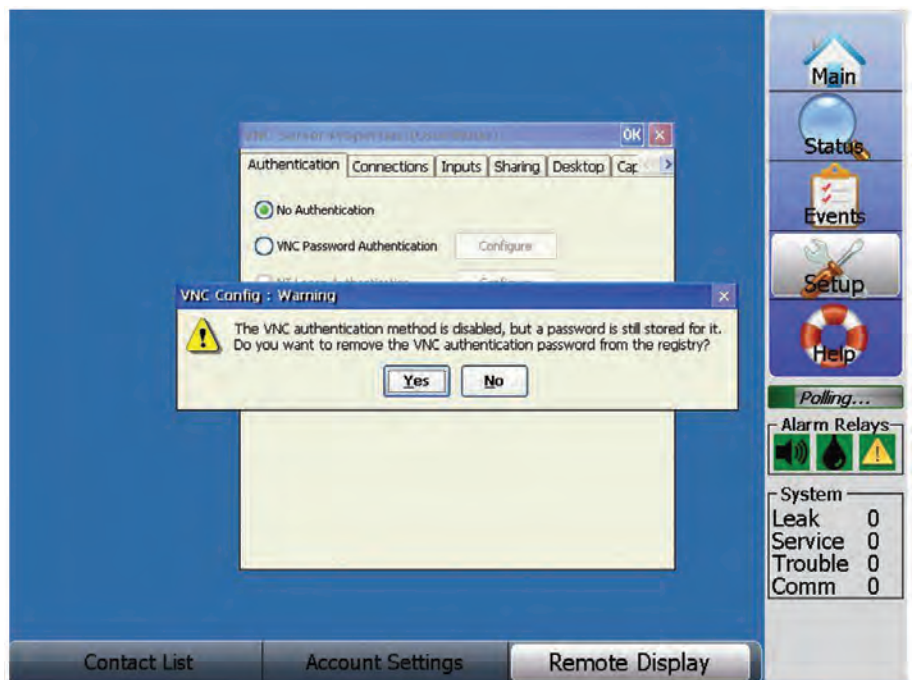 Main
Status
Events
Setup
Help
Polling...
Alarm Relays
System
Leak 0
Service 0
Trouble 0
Comm 0
VNC Server Properties
OK
Authentication Connections Inputs Sharing Desktop
No Authentication
VNC Password Authentication Configure
VNC Config : Warning
The VNC authentication method is disabled, but a password is still stored for it.
Do you want to remove the VNC authentication password from the registry?
Yes No
Contact List Account Settings Remote Display